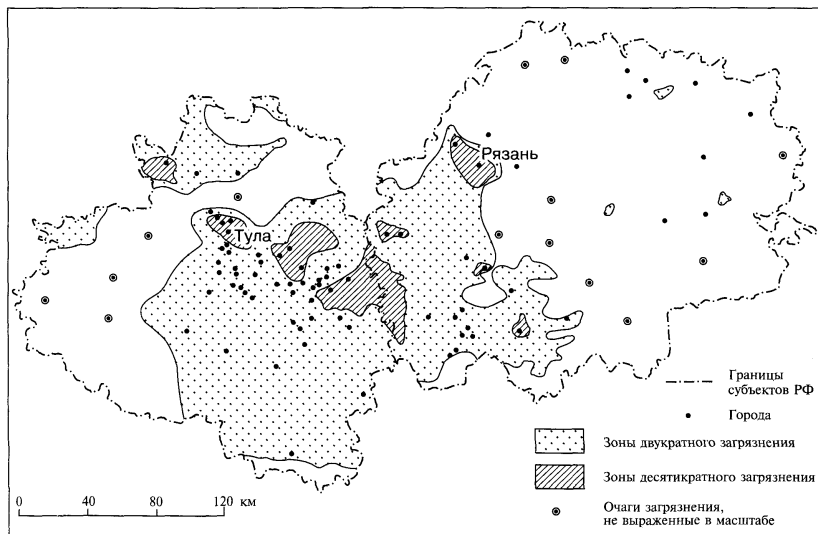 Рязань
Тула
Границы
субъектов РФ
Города
Зоны двукратного загрязнения
Зоны десятикратного загрязнения
Очаги загрязнения,
не выраженные в масштабе
0 40 80 120 км